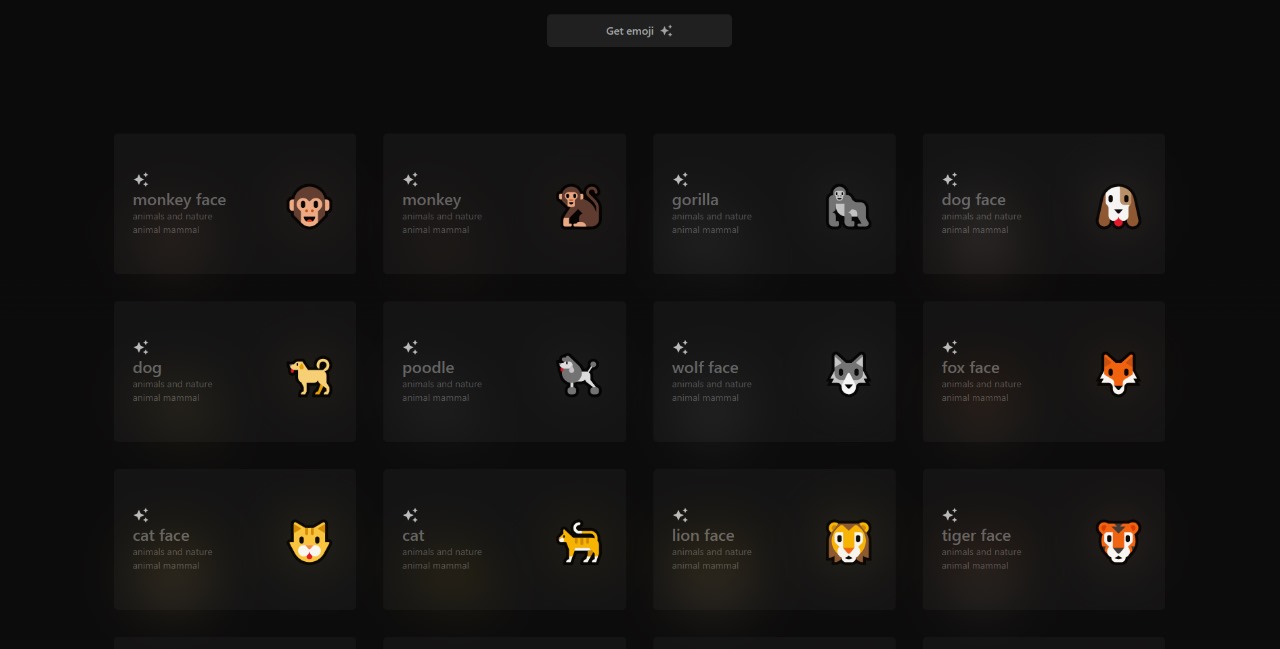 Get emoji
monkey face
animals and nature
animal mammal
monkey
animals and nature
animal mammal
gorilla
animals and nature
animal mammal
dog face
animals and nature
animal mammal
dog
animals and nature
animal mammal
poodle
animals and nature
animal mammal
wolf face
animals and nature
animal mammal
fox face
animals and nature
animal mammal
cat face
animals and nature
animal mammal
cat
animals and nature
animal mammal
lion face
animals and nature
animal mammal
tiger face
animals and nature
animal mammal